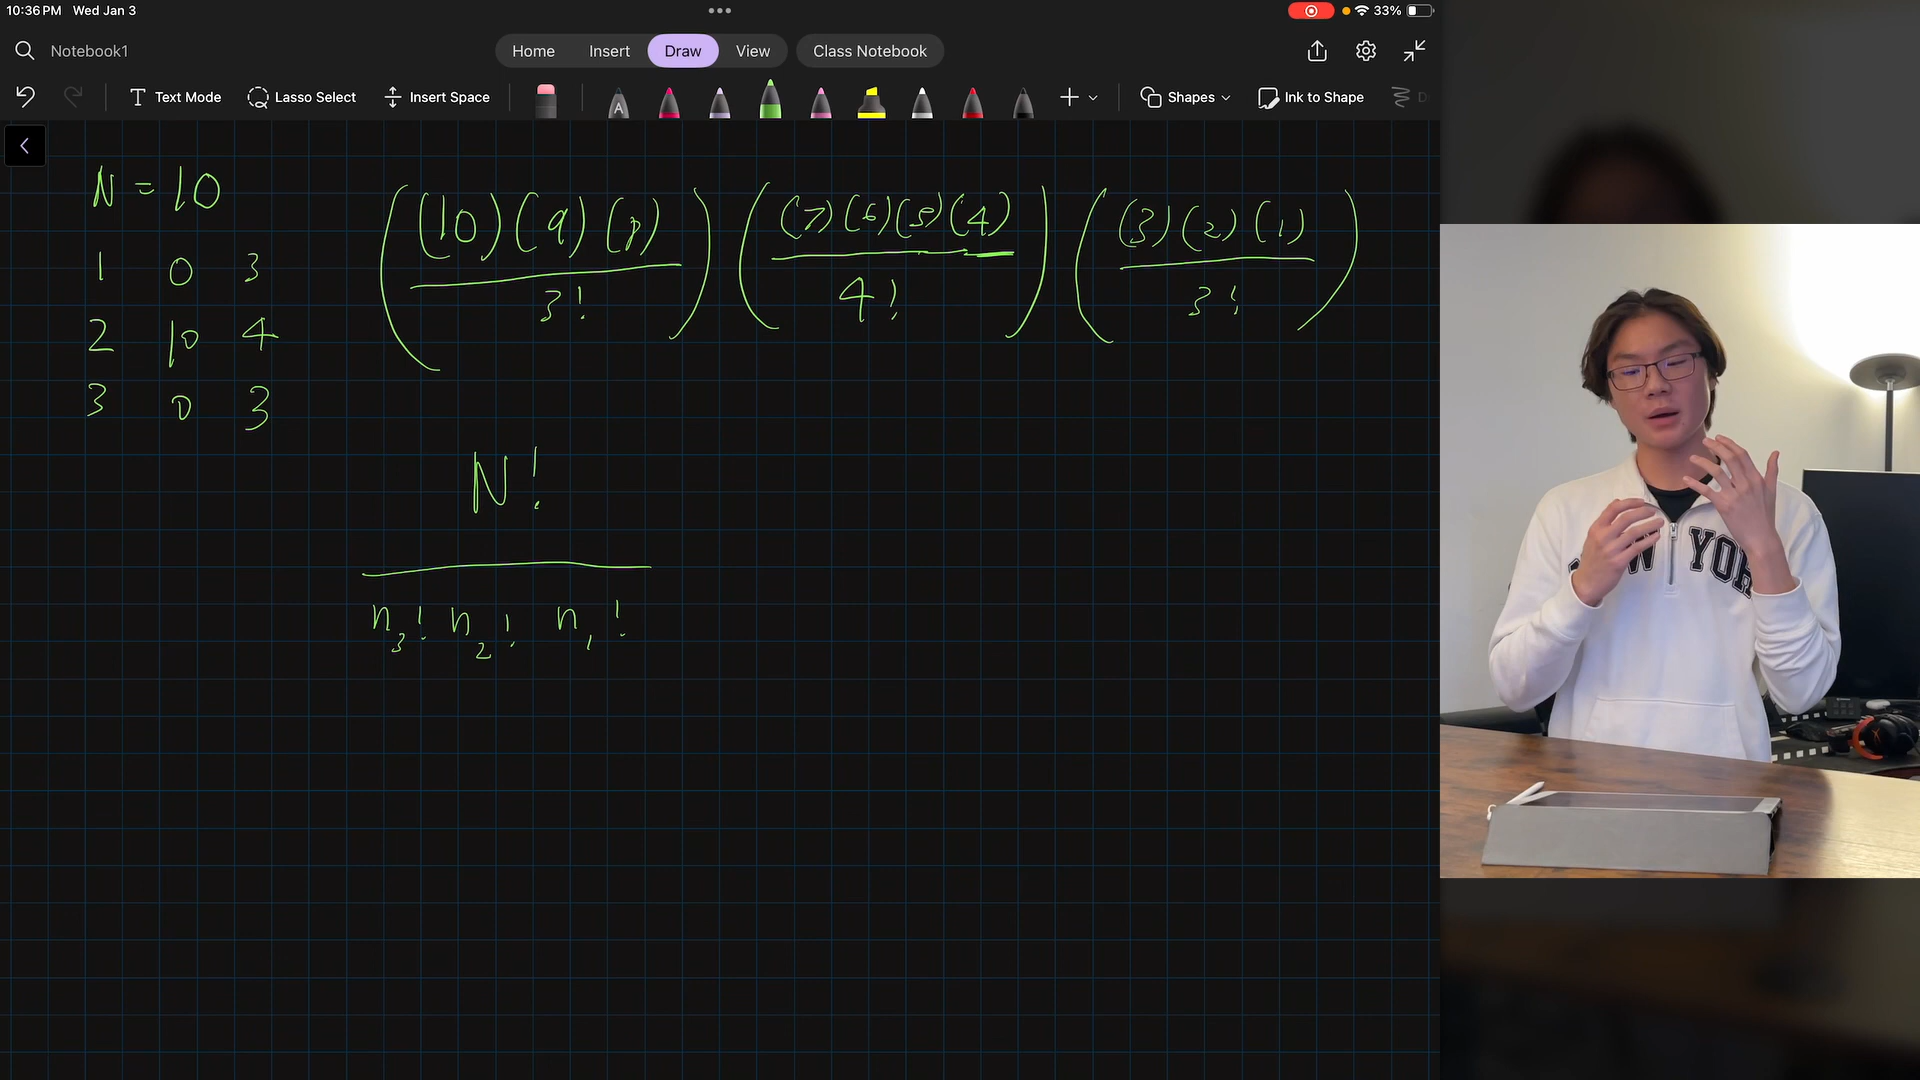 10:36 PM Wed Jan 3
33%
Notebook1
Home Insert Draw View Class Notebook
Text Mode Lasso Select Insert Space A Shapes Ink to Shape
N = 10
1 0 3
2 10 4
3 0 3
((10)(9)(8) / 3!) ((7)(6)(5)(4) / 4!) ((3)(2)(1) / 3!)
N!
n₃! n₂! n₁!
NEW YORK